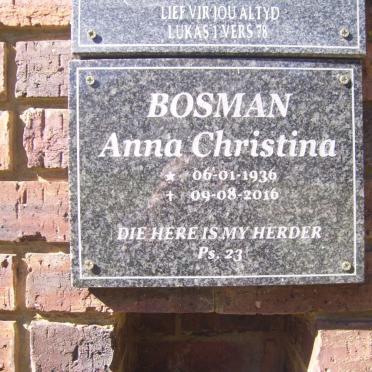 LIEF VIR JOU ALTYD
LUKAS 1 VERS 78
BOSMAN
Anna Christina
★ 06-01-1936
✝ 09-08-2016
DIE HERE IS MY HERDER
Ps. 23